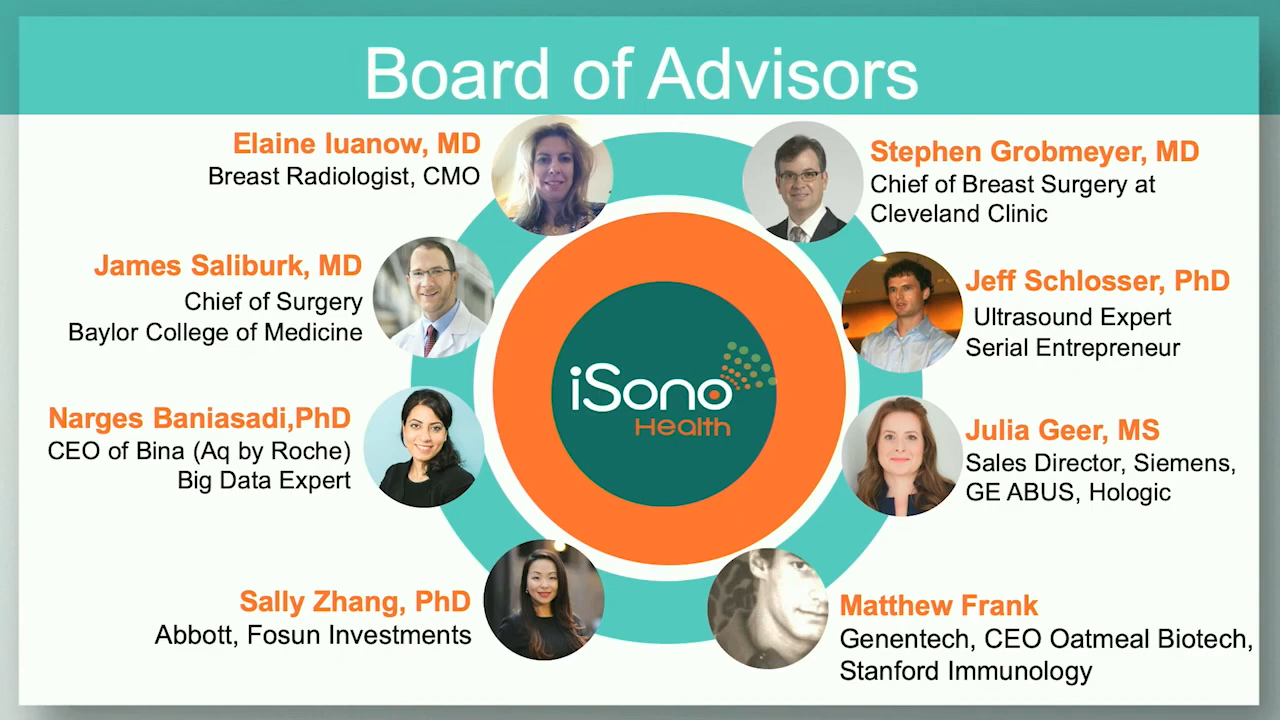 Board of Advisors
Elaine Iuanow, MD
Breast Radiologist, CMO
Stephen Grobmeyer, MD
Chief of Breast Surgery at
Cleveland Clinic
James Saliburk, MD
Chief of Surgery
Baylor College of Medicine
Jeff Schlosser, PhD
Ultrasound Expert
Serial Entrepreneur
iSono
Health
Narges Baniasadi,PhD
CEO of Bina (Aq by Roche)
Big Data Expert
Julia Geer, MS
Sales Director, Siemens,
GE ABUS, Hologic
Sally Zhang, PhD
Abbott, Fosun Investments
Matthew Frank
Genentech, CEO Oatmeal Biotech,
Stanford Immunology